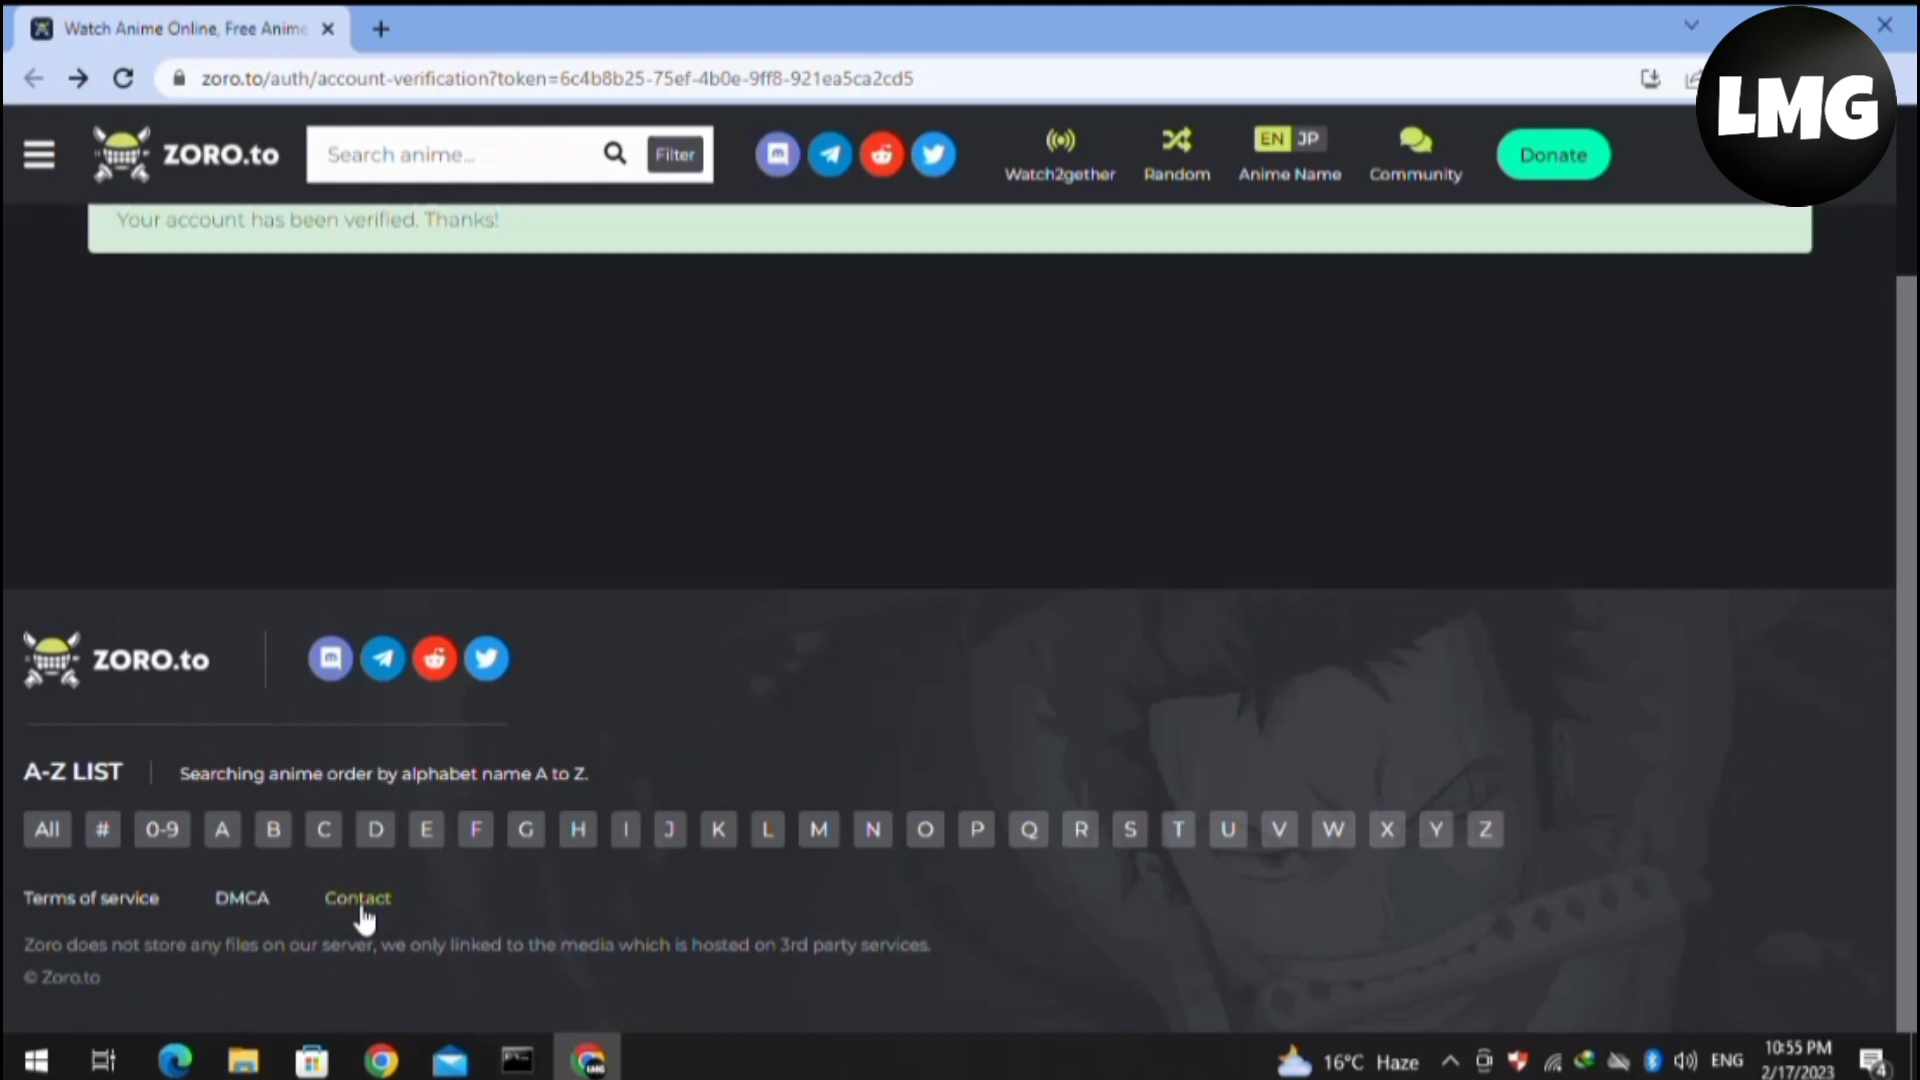 Watch Anime Online, Free Anime
zoro.to/auth/account-verification?token=6c4b8b25-75ef-4b0e-9ff8-921ea5ca2cd5
LMG
ZORO.to
Search anime...
Filter
Watch2gether
Random
EN JP
Anime Name
Community
Donate
Your account has been verified. Thanks!
ZORO.to
A-Z LIST
Searching anime order by alphabet name A to Z.
All # 0-9 A B C D E F G H I J K L M N O P Q R S T U V W X Y Z
Terms of service DMCA Contact
Zoro does not store any files on our server, we only linked to the media which is hosted on 3rd party services.
© Zoro.to
16°C Haze
ENG
10:55 PM
2/17/2023
4